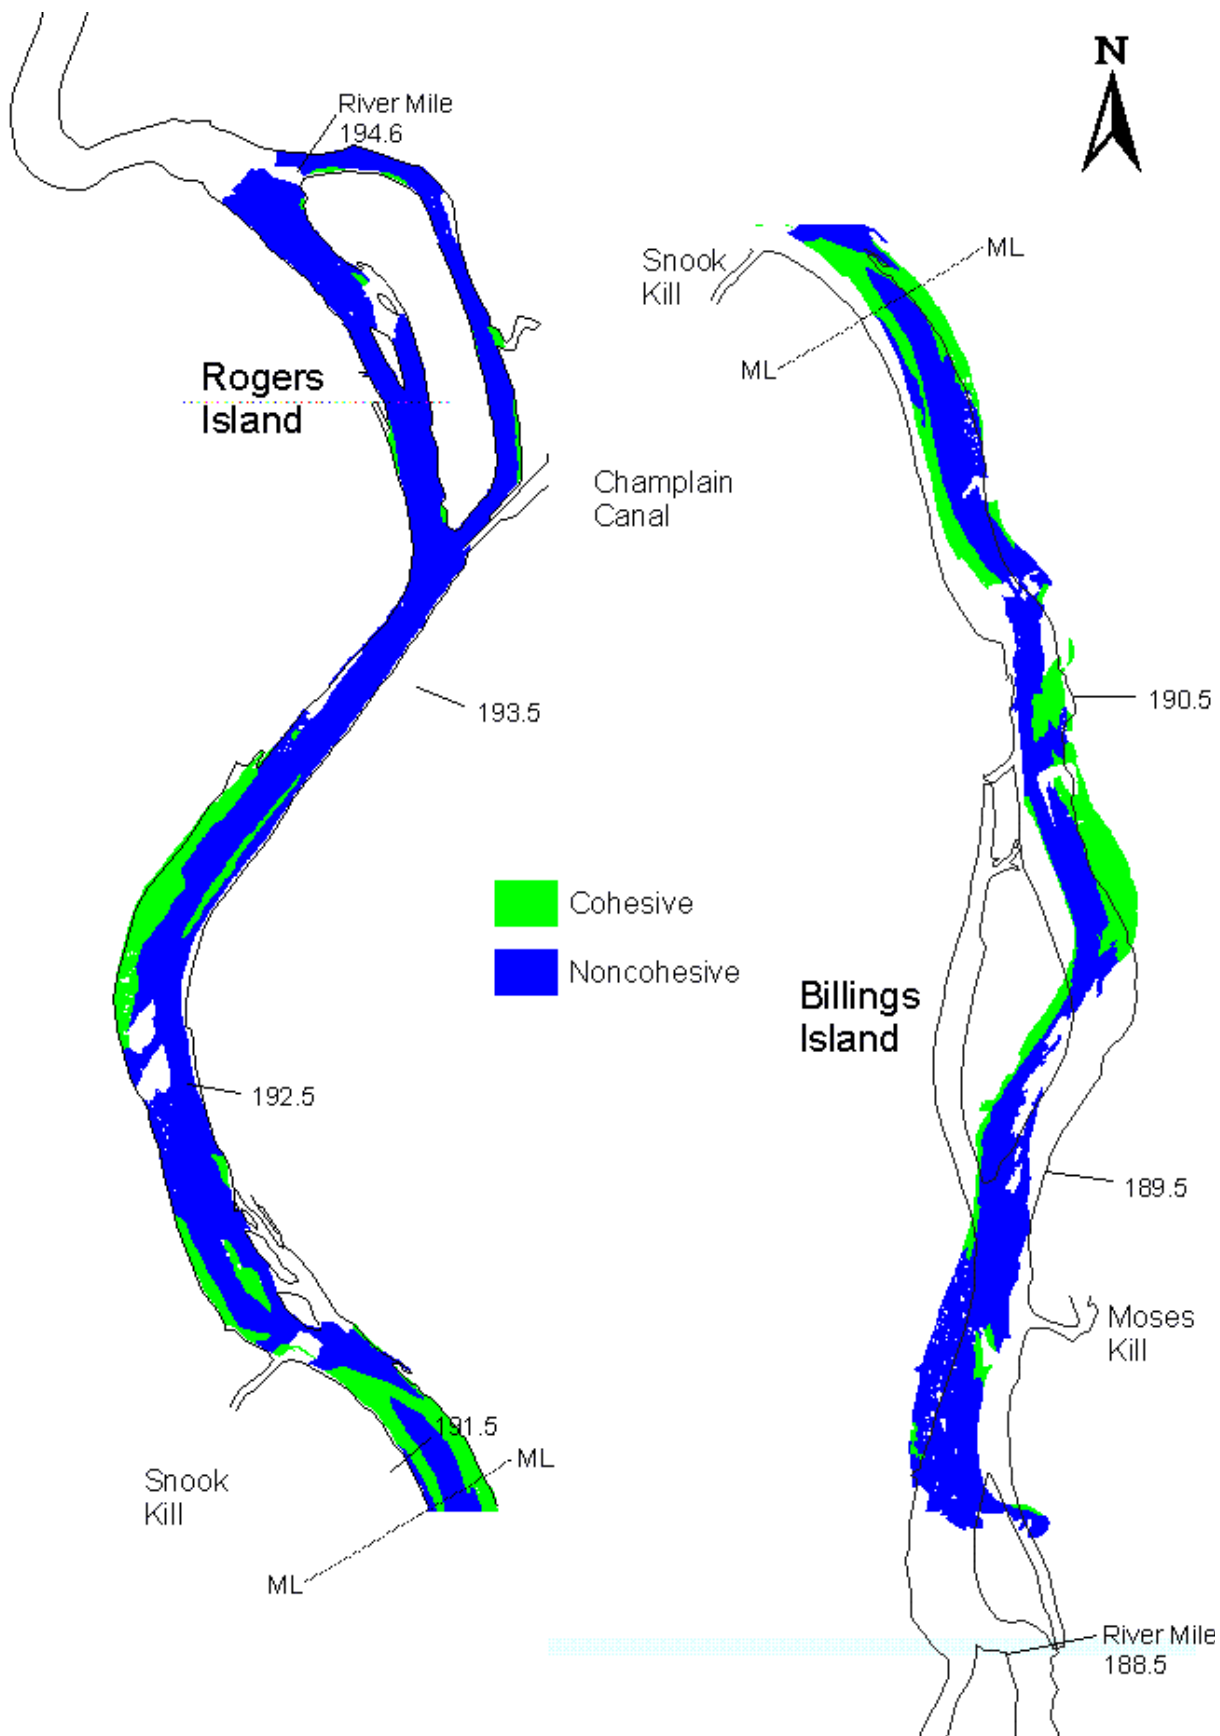 N
River Mile
194.6
Snook
Kill
ML
ML
Rogers
Island
Champlain
Canal
193.5
190.5
Cohesive
Noncohesive
Billings
Island
192.5
189.5
Moses
Kill
191.5
ML
Snook
Kill
ML
River Mile
188.5